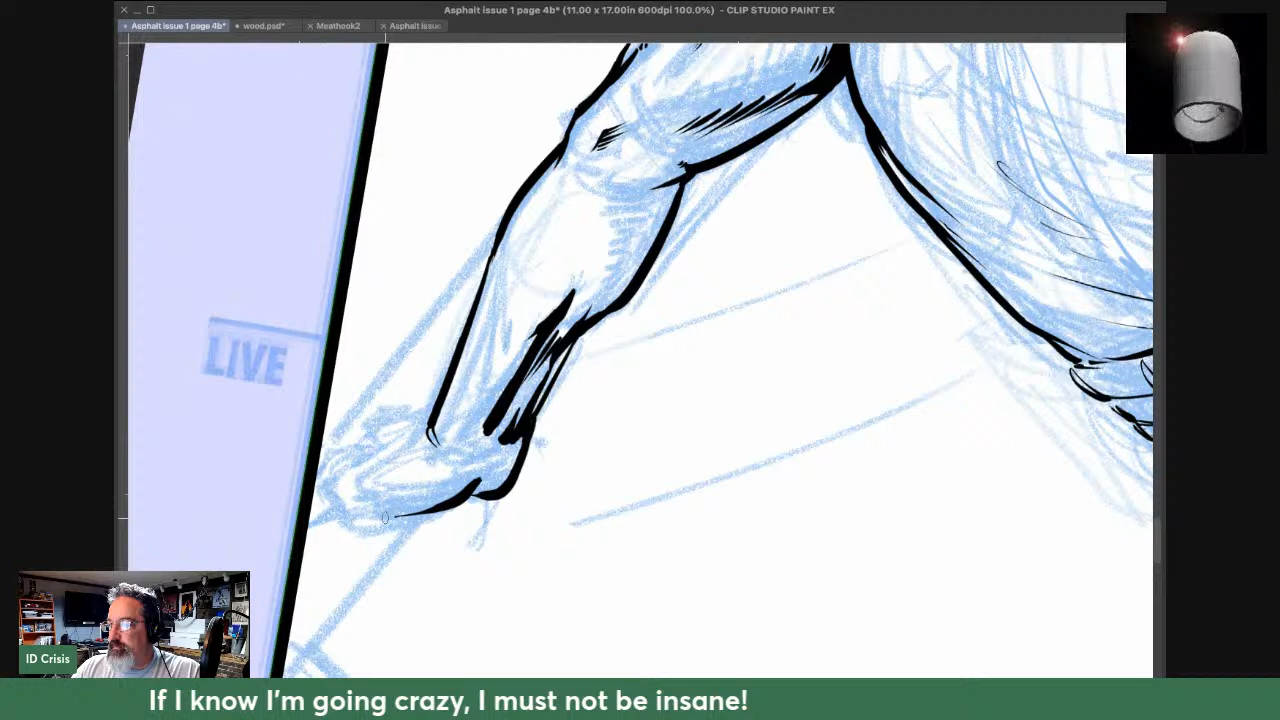 Asphalt issue 1 page 4b* (11.00 x 17.00in 600dpi 100.0%) - CLIP STUDIO PAINT EX
Asphalt issue 1 page 4b* wood.psd* Meathook2 Asphalt issue
LIVE
ID Crisis
If I know I'm going crazy, I must not be insane!